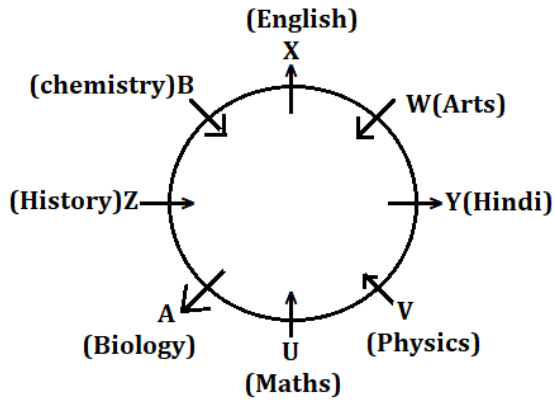 (English)
X
(chemistry)B
W(Arts)
(History)Z
Y(Hindi)
A
(Biology)
V
(Physics)
U
(Maths)